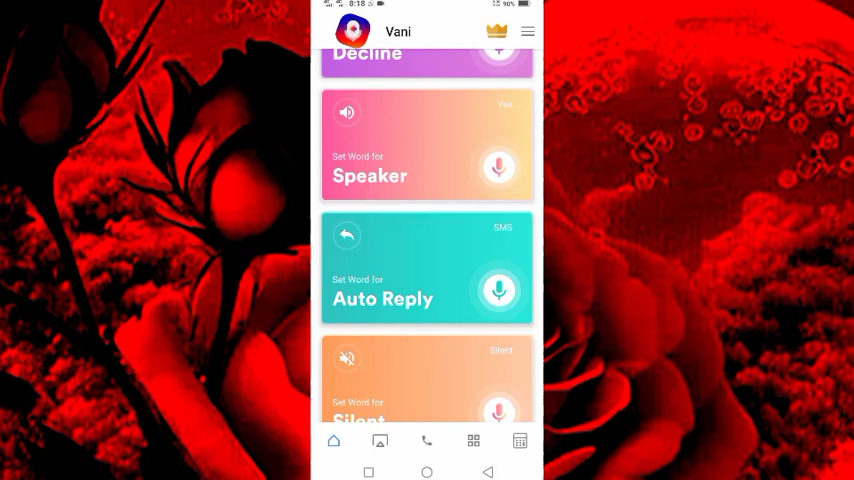 8:18
90%
Vani
Decline
Yes
Set Word for
Speaker
SMS
Set Word for
Auto Reply
Silent
Set Word for
Silent